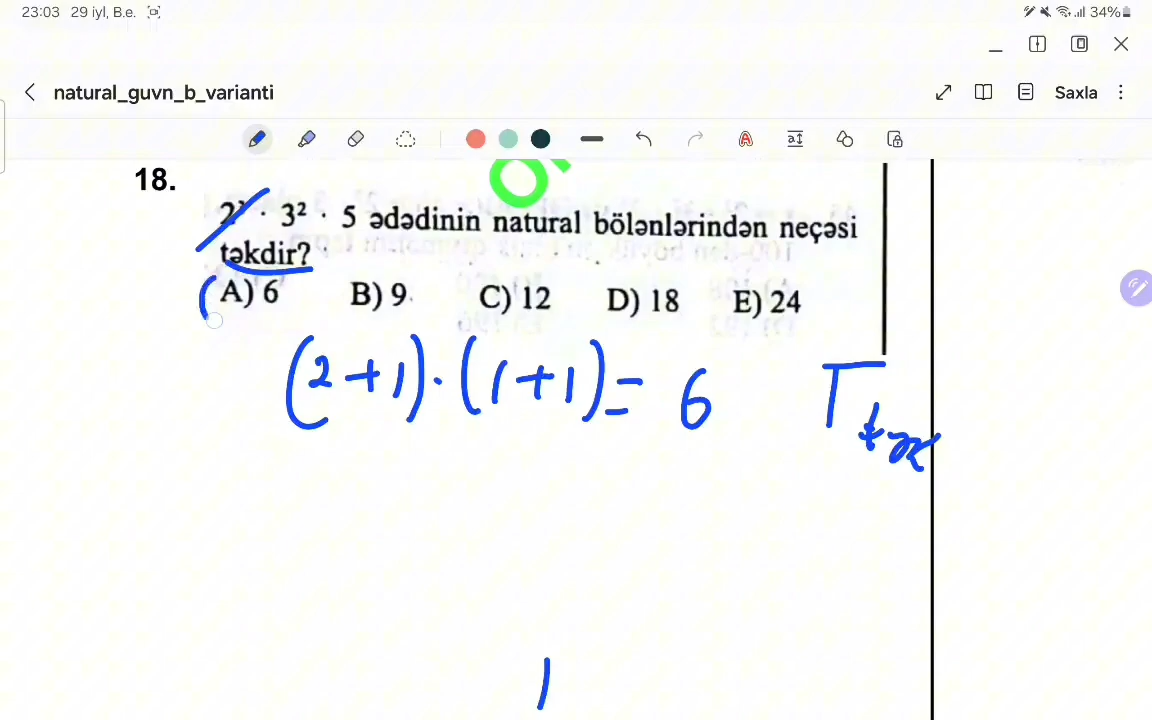 23:03 29 iyl, B.e. 34%
natural_guvn_b_varianti Saxla
18.
· 3² · 5 ədədinin natural bölənlərindən neçəsi
təkdir?
A) 6 B) 9 C) 12 D) 18 E) 24
(2+1)·(1+1)= 6 T tək